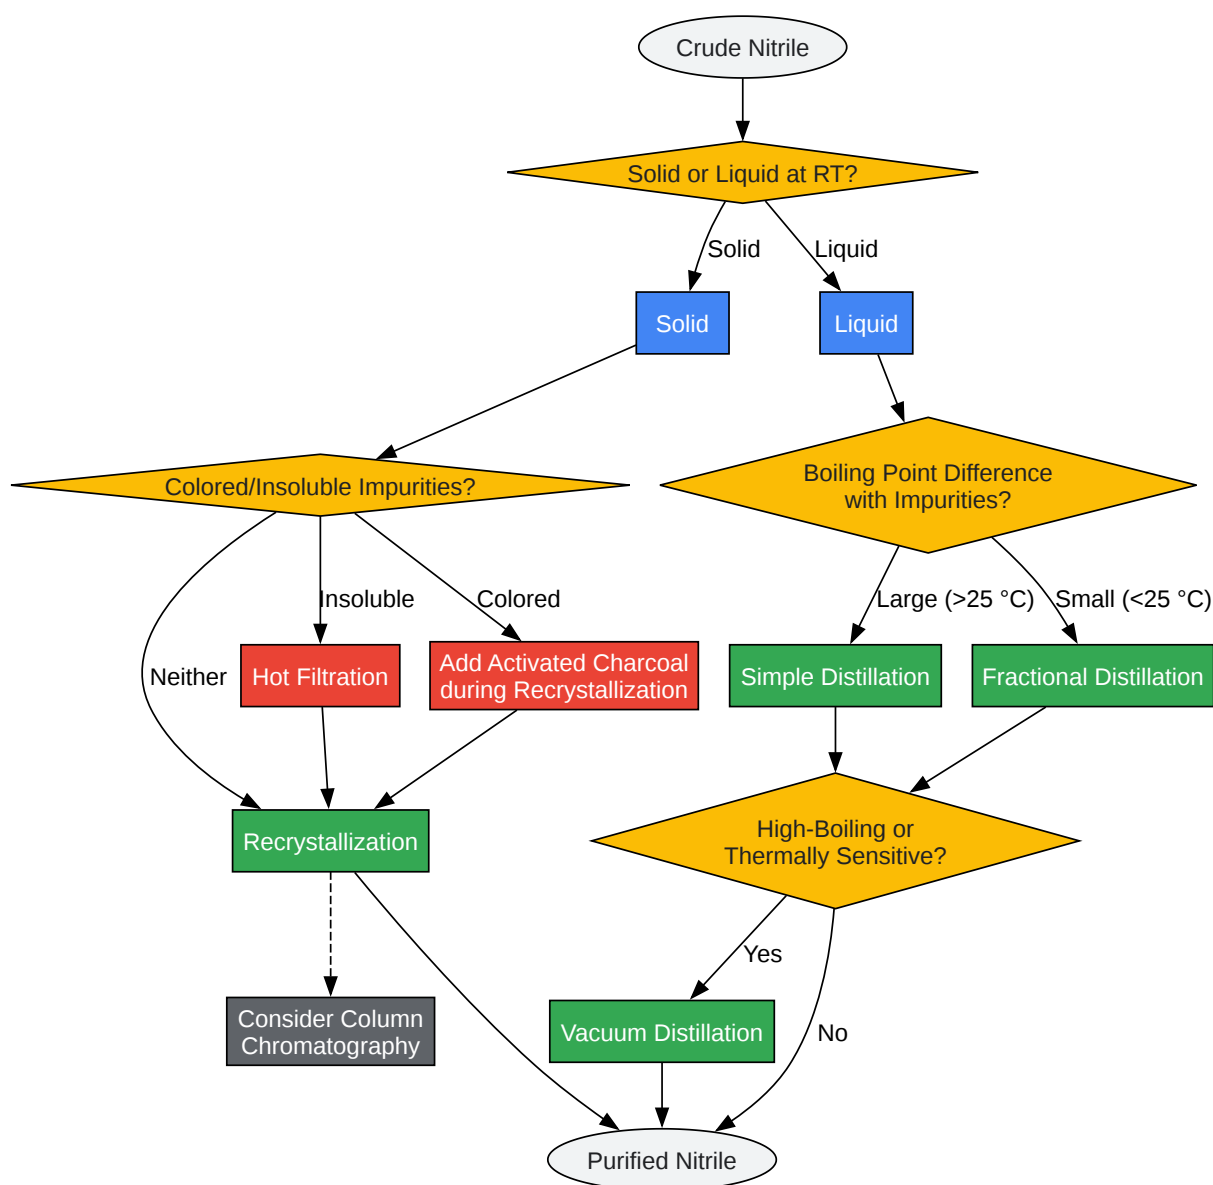 Crude Nitrile
Solid or Liquid at RT?
Solid
Liquid
Solid
Liquid
Colored/Insoluble Impurities?
Boiling Point Difference
with Impurities?
Neither
Insoluble
Colored
Large (>25 °C)
Small (<25 °C)
Hot Filtration
Add Activated Charcoal
during Recrystallization
Simple Distillation
Fractional Distillation
Recrystallization
High-Boiling or
Thermally Sensitive?
Yes
No
Consider Column
Chromatography
Vacuum Distillation
Purified Nitrile